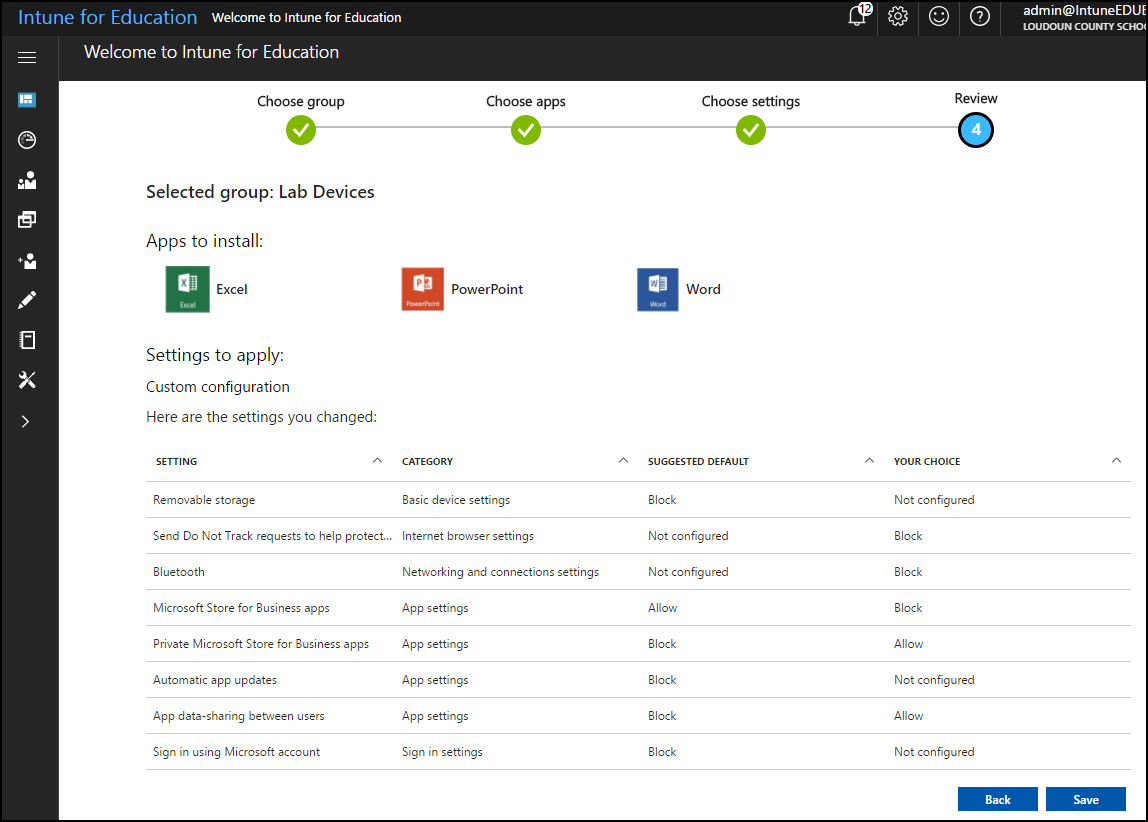 Intune for Education Welcome to Intune for Education 12 admin@IntuneEDUE
LOUDOUN COUNTY SCHOO
Welcome to Intune for Education
Choose group Choose apps Choose settings Review
4
Selected group: Lab Devices
Apps to install:
Excel Excel PowerPoint PowerPoint Word Word
Settings to apply:
Custom configuration
Here are the settings you changed:
SETTING CATEGORY SUGGESTED DEFAULT YOUR CHOICE
Removable storage Basic device settings Block Not configured
Send Do Not Track requests to help protect... Internet browser settings Not configured Block
Bluetooth Networking and connections settings Not configured Block
Microsoft Store for Business apps App settings Allow Block
Private Microsoft Store for Business apps App settings Block Allow
Automatic app updates App settings Block Not configured
App data-sharing between users App settings Block Allow
Sign in using Microsoft account Sign in settings Block Not configured
Back Save